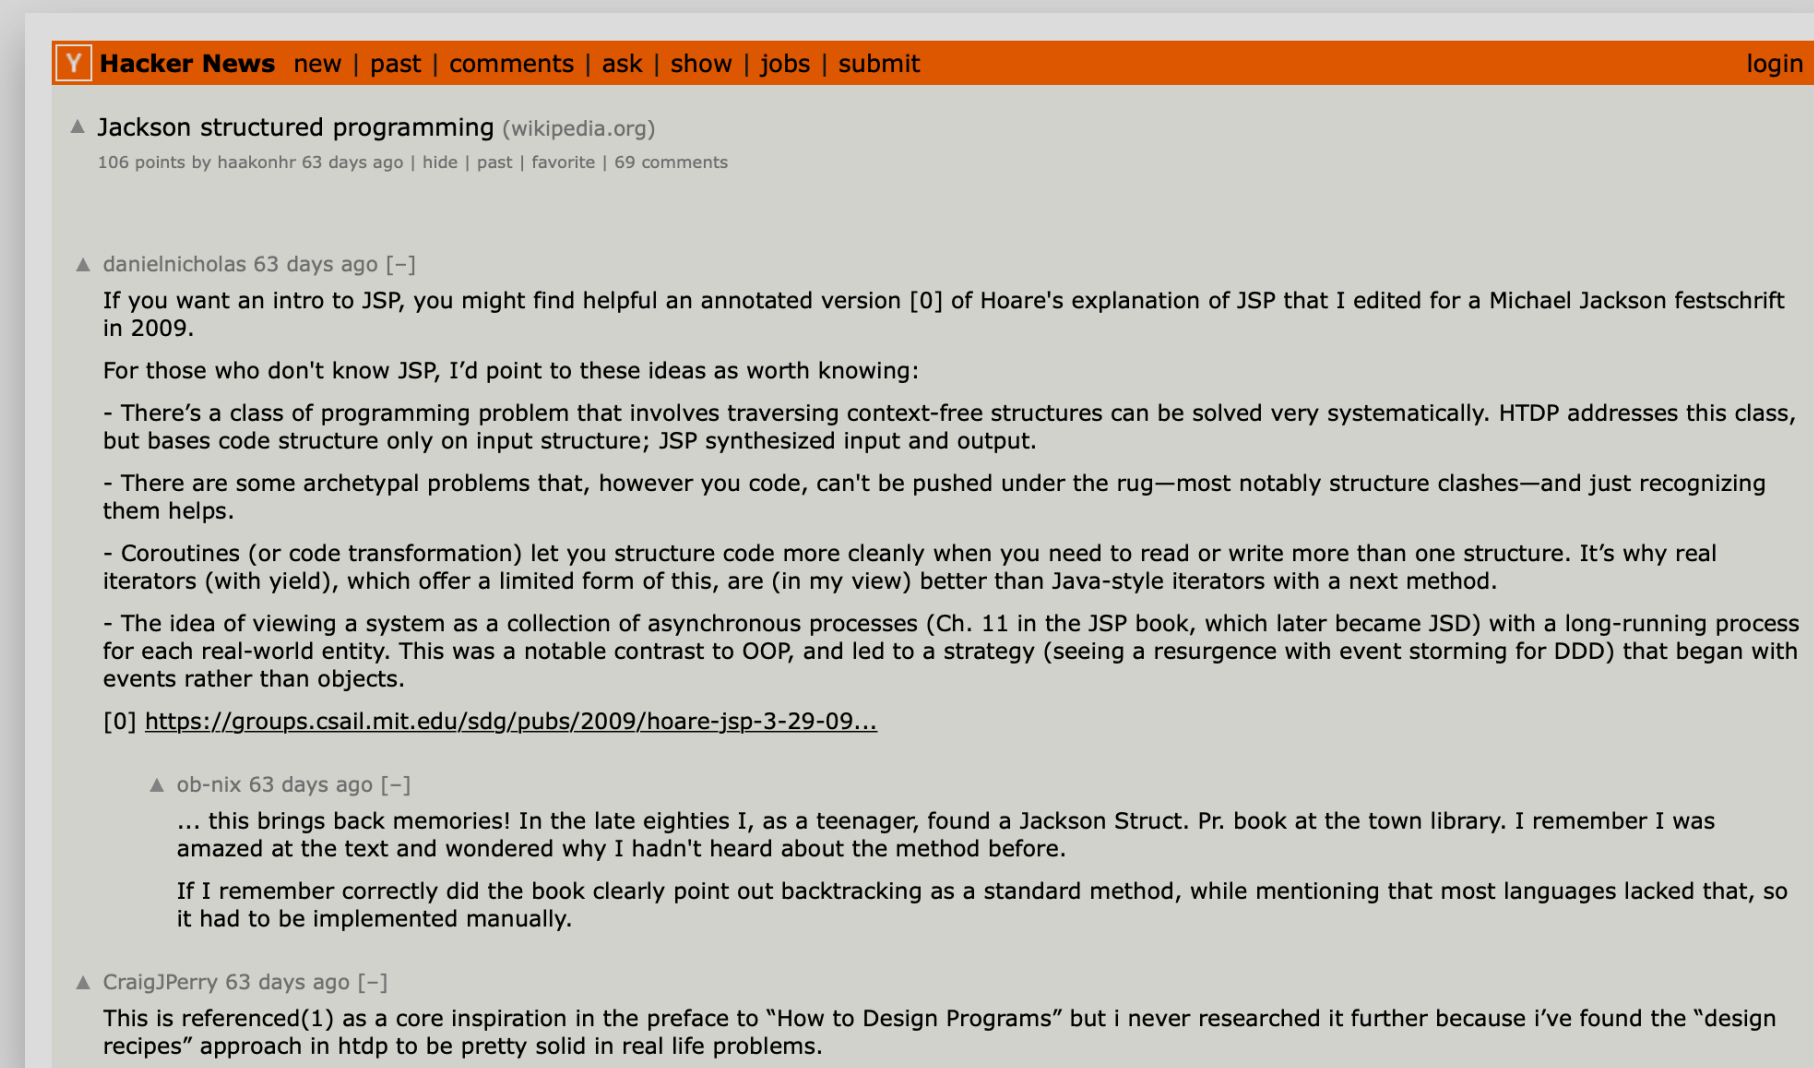 Y Hacker News new | past | comments | ask | show | jobs | submit login
▲ Jackson structured programming (wikipedia.org)
106 points by haakonhr 63 days ago | hide | past | favorite | 69 comments
▲ danielnicholas 63 days ago [–]
If you want an intro to JSP, you might find helpful an annotated version [0] of Hoare's explanation of JSP that I edited for a Michael Jackson festschrift
in 2009.
For those who don't know JSP, I’d point to these ideas as worth knowing:
- There’s a class of programming problem that involves traversing context-free structures can be solved very systematically. HTDP addresses this class,
but bases code structure only on input structure; JSP synthesized input and output.
- There are some archetypal problems that, however you code, can't be pushed under the rug—most notably structure clashes—and just recognizing
them helps.
- Coroutines (or code transformation) let you structure code more cleanly when you need to read or write more than one structure. It’s why real
iterators (with yield), which offer a limited form of this, are (in my view) better than Java-style iterators with a next method.
- The idea of viewing a system as a collection of asynchronous processes (Ch. 11 in the JSP book, which later became JSD) with a long-running process
for each real-world entity. This was a notable contrast to OOP, and led to a strategy (seeing a resurgence with event storming for DDD) that began with
events rather than objects.
[0] https://groups.csail.mit.edu/sdg/pubs/2009/hoare-jsp-3-29-09...
▲ ob-nix 63 days ago [–]
... this brings back memories! In the late eighties I, as a teenager, found a Jackson Struct. Pr. book at the town library. I remember I was
amazed at the text and wondered why I hadn't heard about the method before.
If I remember correctly did the book clearly point out backtracking as a standard method, while mentioning that most languages lacked that, so
it had to be implemented manually.
▲ CraigJPerry 63 days ago [–]
This is referenced(1) as a core inspiration in the preface to “How to Design Programs” but i never researched it further because i’ve found the “design
recipes” approach in htdp to be pretty solid in real life problems.